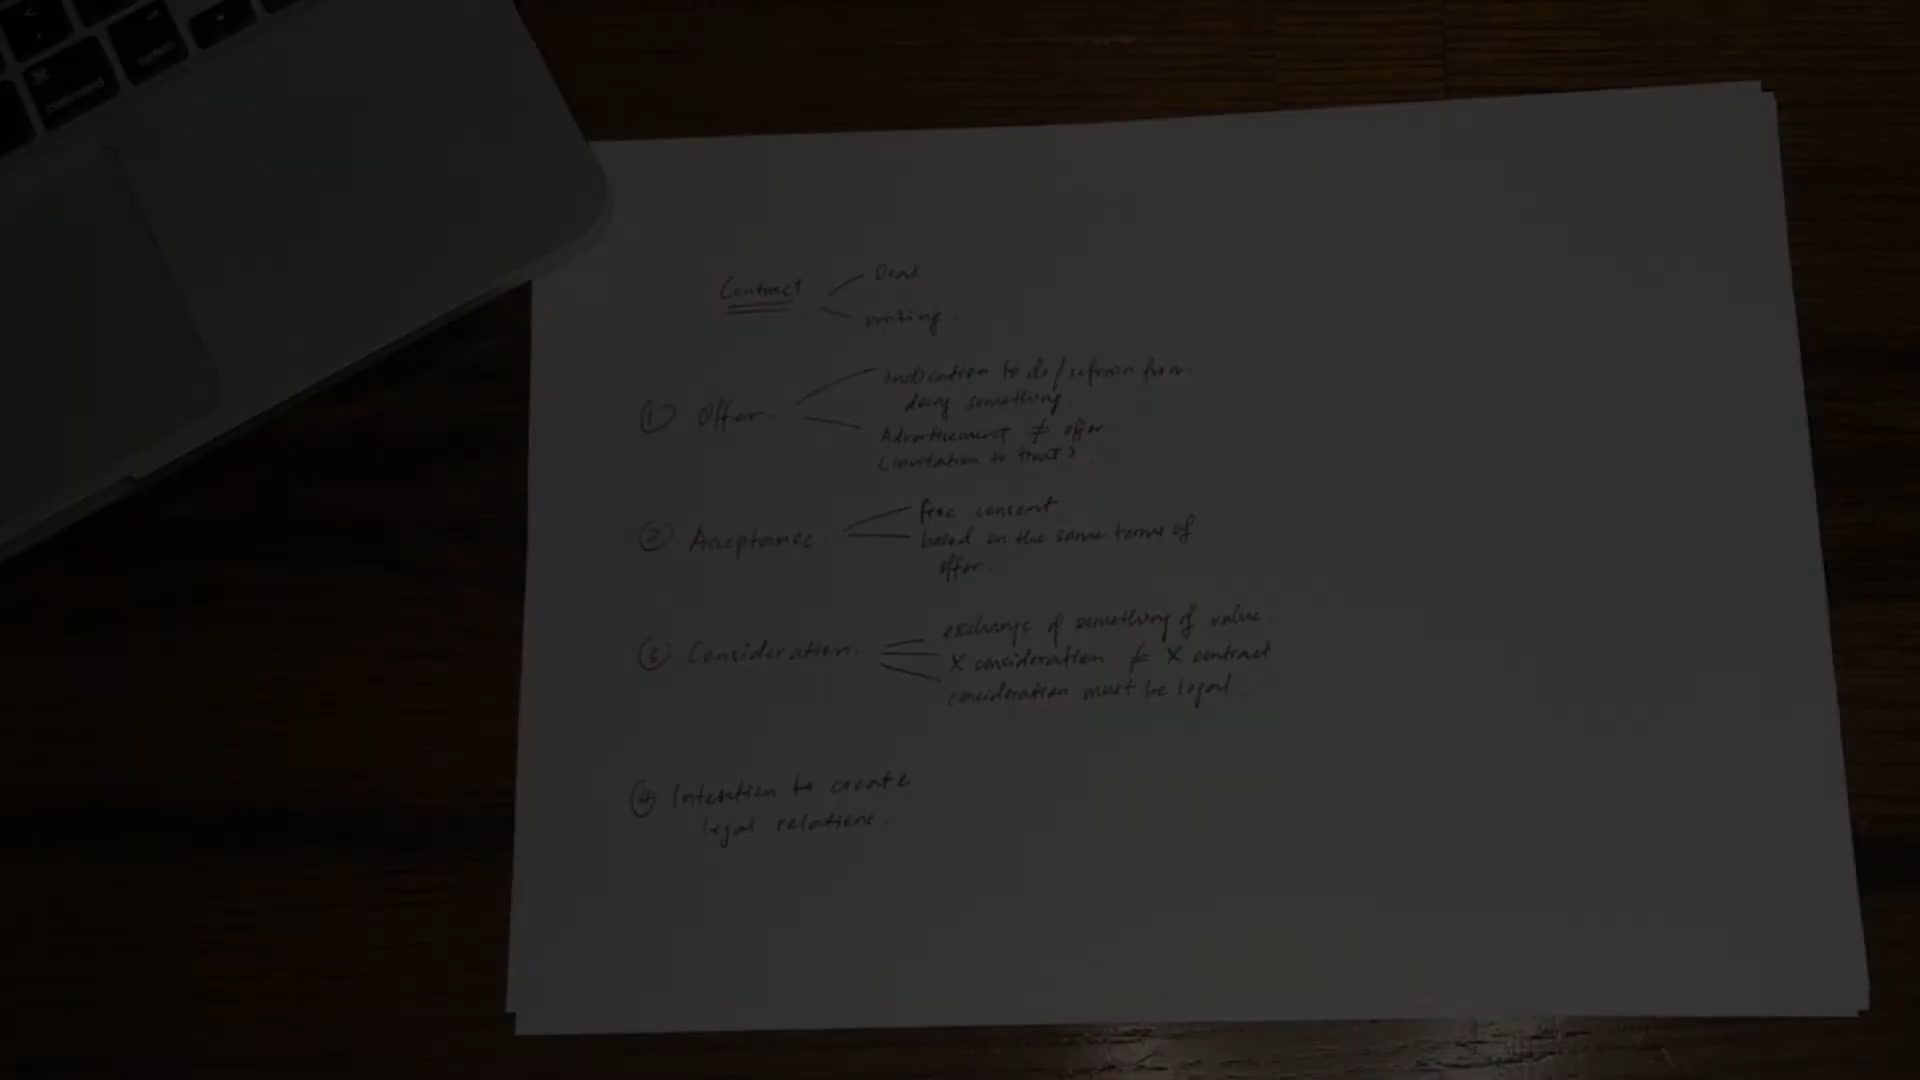 command
option
Contract
Oral
writing.
① Offer.
Indication to do/refrain from
doing something.
Advertisement ≠ offer.
(invitation to treat)
② Acceptance
free consent
based on the same terms of
offer.
③ Consideration.
exchange of something of value.
X consideration X contract
consideration must be legal.
④ Intention to create
legal relations.